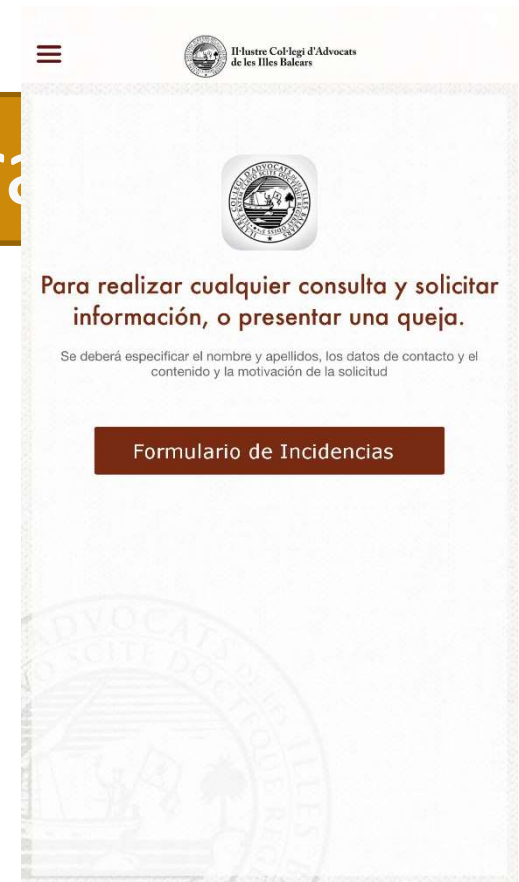 Il·lustre Col·legi d'Advocats
de les Illes Balears
Para realizar cualquier consulta y solicitar
información, o presentar una queja.
Se deberá especificar el nombre y apellidos, los datos de contacto y el
contenido y la motivación de la solicitud
Formulario de Incidencias